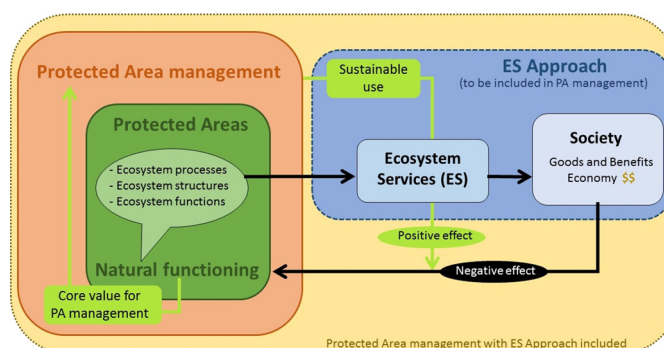 Protected Area management
Sustainable
use
ES Approach
(to be included in PA management)
Protected Areas
- Ecosystem processes
- Ecosystem structures
- Ecosystem functions
Ecosystem
Services (ES)
Society
Goods and Benefits
Economy $$
Positive effect
Natural functioning
Negative effect
Core value for
PA management
Protected Area management with ES Approach included